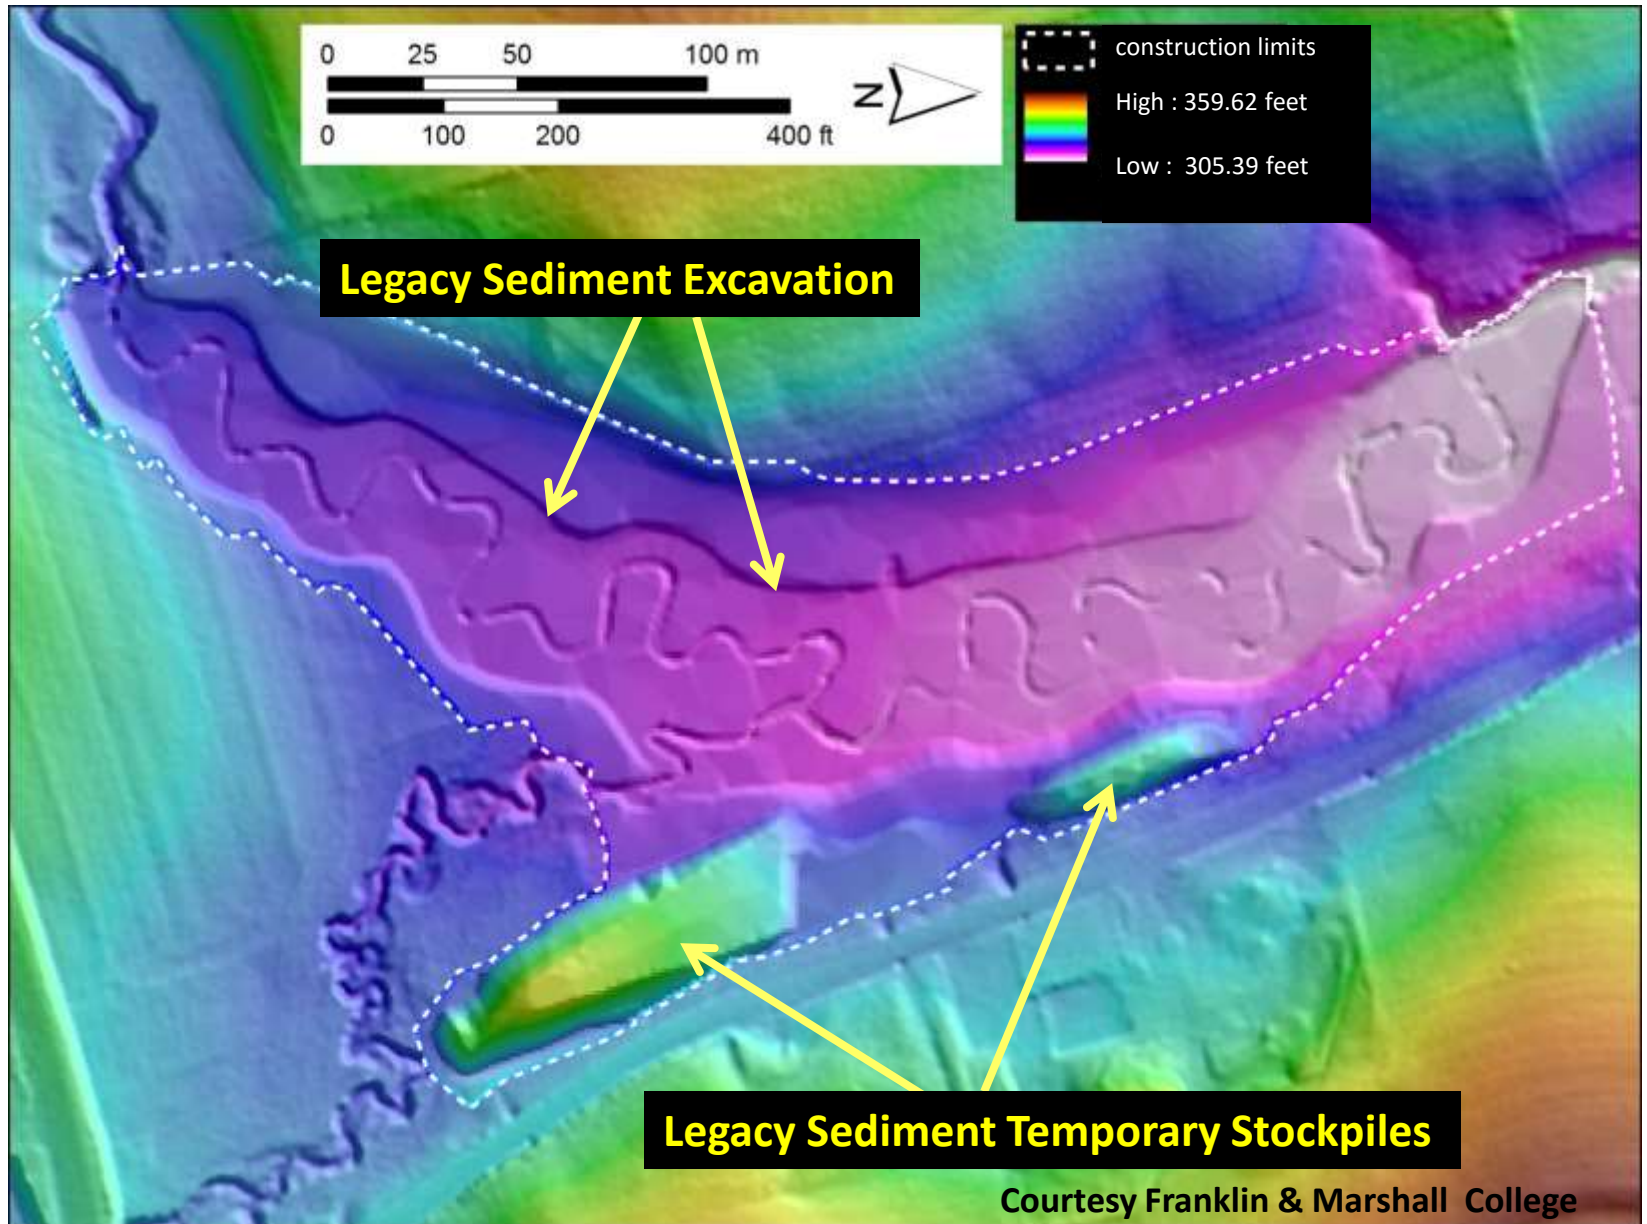 0 25 50 100 m
0 100 200 400 ft
N
construction limits
High : 359.62 feet
Low : 305.39 feet
Legacy Sediment Excavation
Legacy Sediment Temporary Stockpiles
Courtesy Franklin & Marshall College